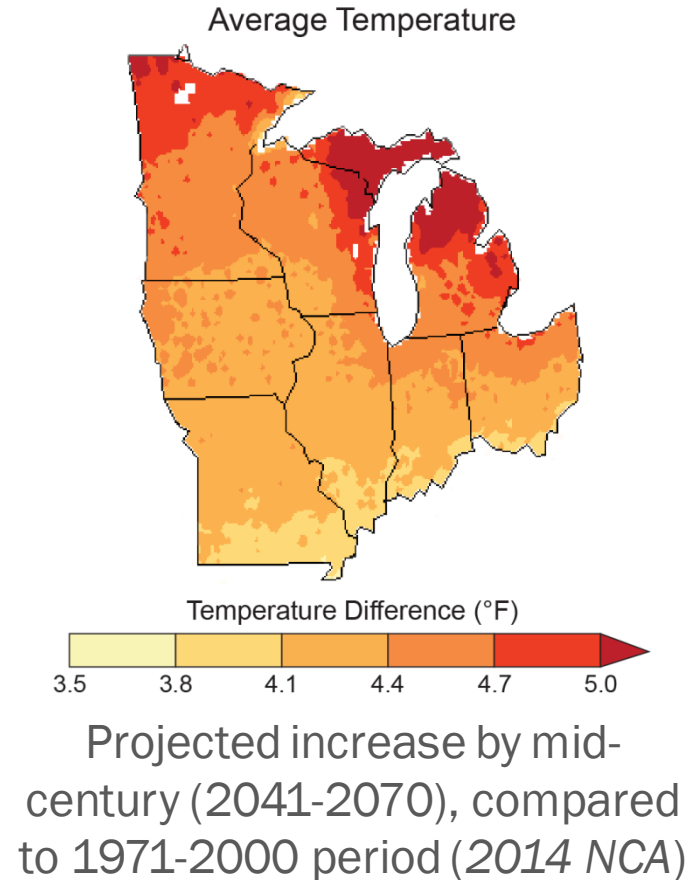 Average Temperature
Temperature Difference (°F)
3.5 3.8 4.1 4.4 4.7 5.0
Projected increase by mid-
century (2041-2070), compared
to 1971-2000 period (2014 NCA)